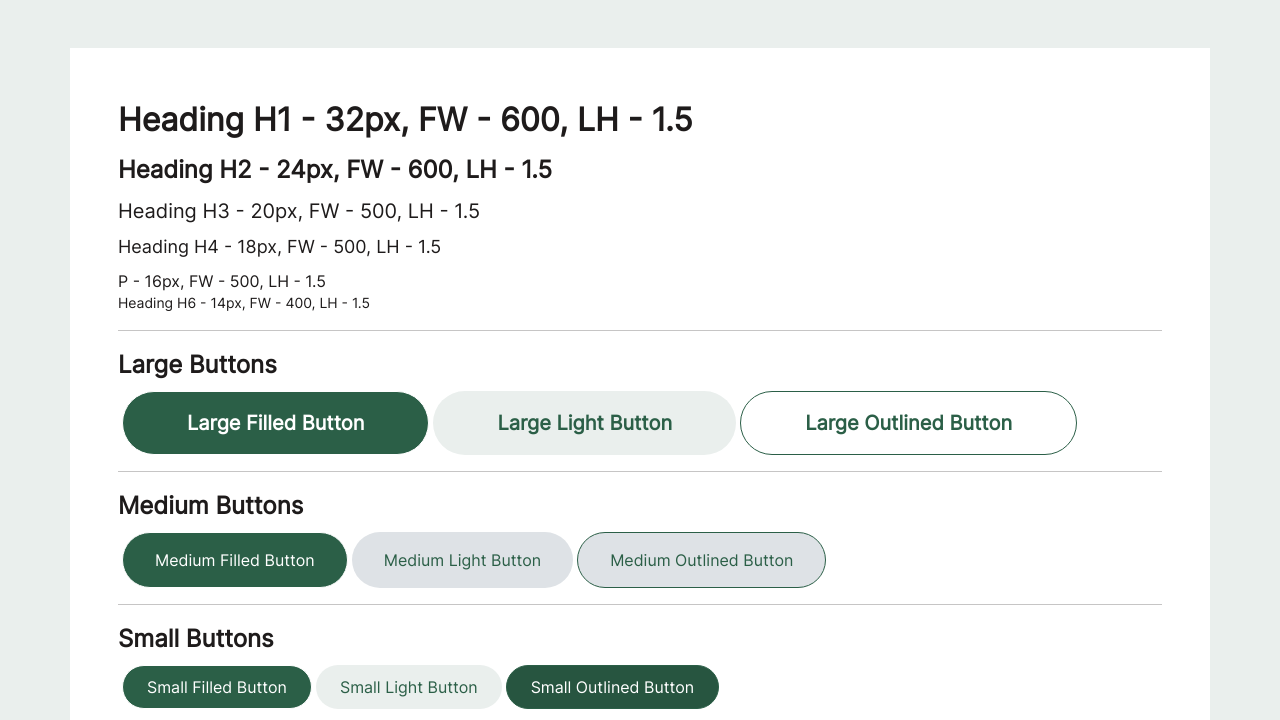 Heading H1 - 32px, FW - 600, LH - 1.5
Heading H2 - 24px, FW - 600, LH - 1.5
Heading H3 - 20px, FW - 500, LH - 1.5
Heading H4 - 18px, FW - 500, LH - 1.5
P - 16px, FW - 500, LH - 1.5
Heading H6 - 14px, FW - 400, LH - 1.5
Large Buttons
Large Filled Button Large Light Button Large Outlined Button
Medium Buttons
Medium Filled Button Medium Light Button Medium Outlined Button
Small Buttons
Small Filled Button Small Light Button Small Outlined Button